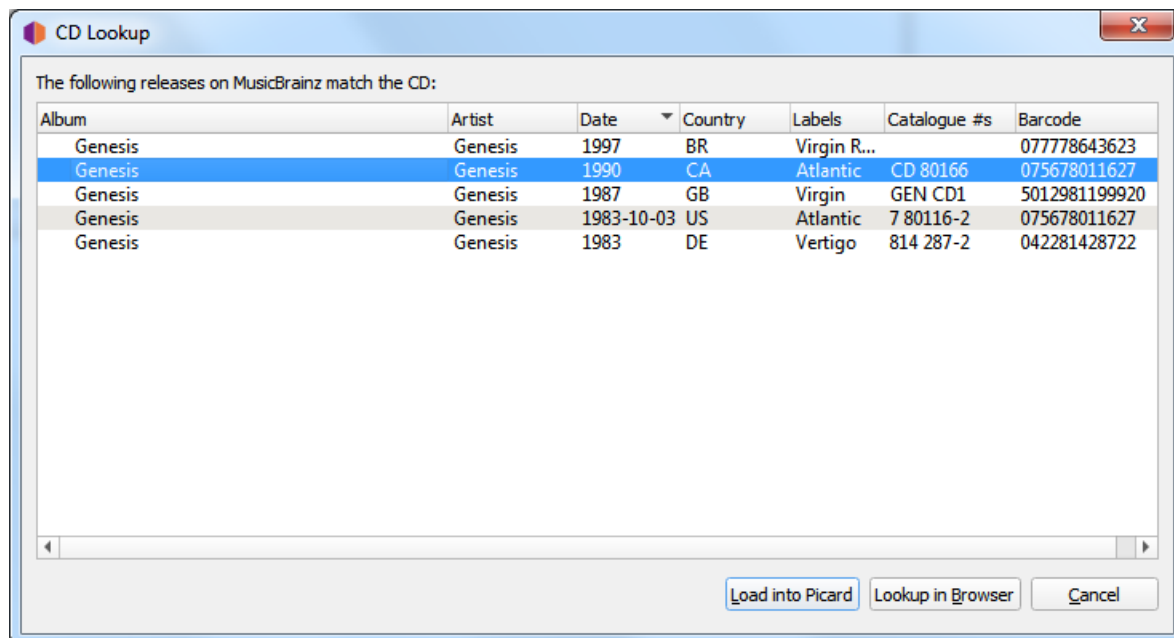 CD Lookup
The following releases on MusicBrainz match the CD:
Album Artist Date Country Labels Catalogue #s Barcode
Genesis Genesis 1997 BR Virgin R... 077778643623
Genesis Genesis 1990 CA Atlantic CD 80166 075678011627
Genesis Genesis 1987 GB Virgin GEN CD1 5012981199920
Genesis Genesis 1983-10-03 US Atlantic 7 80116-2 075678011627
Genesis Genesis 1983 DE Vertigo 814 287-2 042281428722
Load into Picard Lookup in Browser Cancel